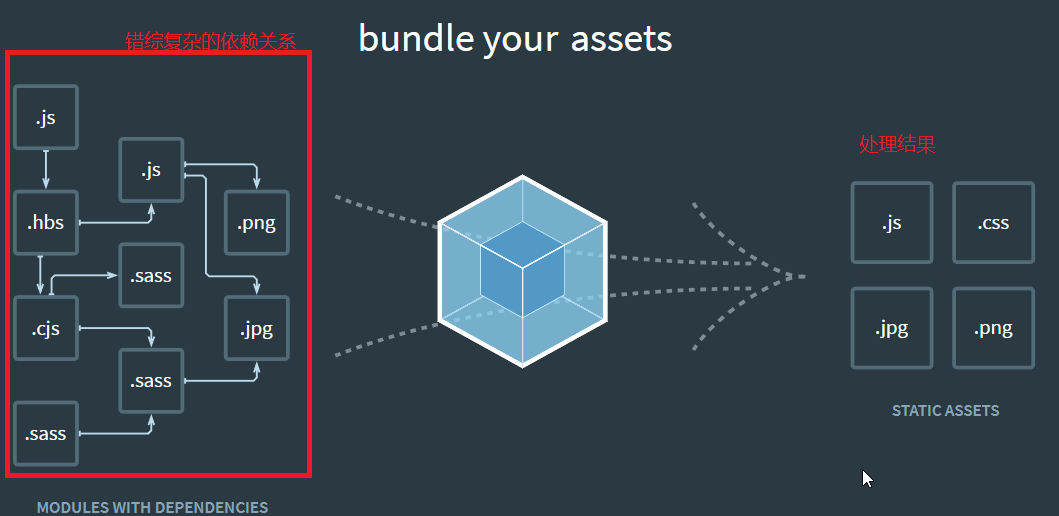 错综复杂的依赖关系
bundle your assets
.js
.js
.hbs
.png
.sass
.cjs
.jpg
.sass
.sass
MODULES WITH DEPENDENCIES
处理结果
.js
.css
.jpg
.png
STATIC ASSETS